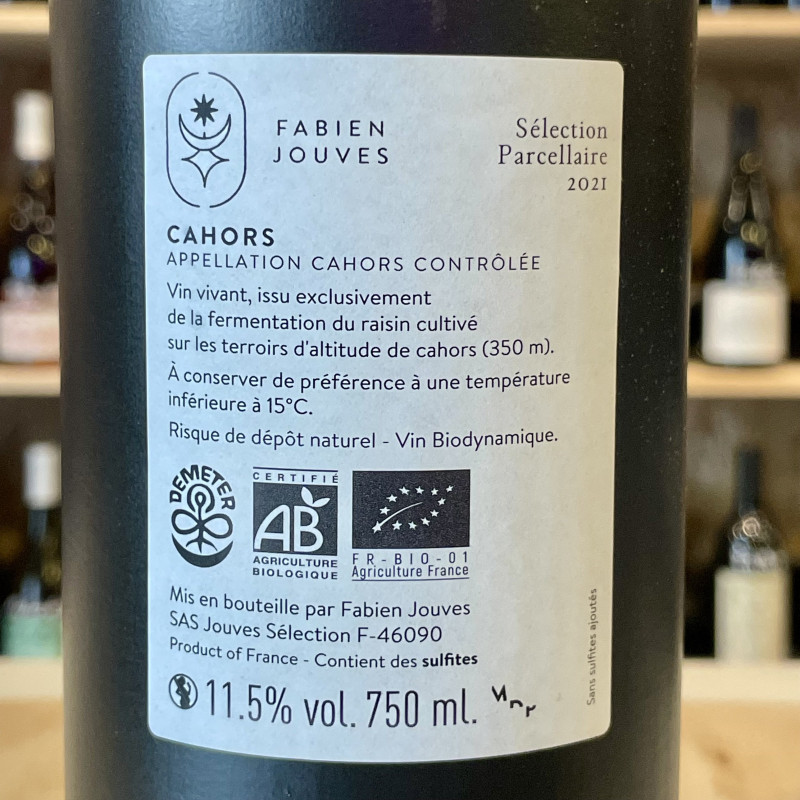 FABIEN
JOUVES
Sélection
Parcellaire
2021
CAHORS
APPELLATION CAHORS CONTRÔLÉE
Vin vivant, issu exclusivement
de la fermentation du raisin cultivé
sur les terroirs d'altitude de cahors (350 m).
À conserver de préférence à une température
inférieure à 15°C.
Risque de dépôt naturel - Vin Biodynamique.
DEMETER
CERTIFIÉ
AB
AGRICULTURE
BIOLOGIQUE
FR-BIO-01
Agriculture France
Mis en bouteille par Fabien Jouves
SAS Jouves Sélection F-46090
Product of France - Contient des sulfites
11.5% vol. 750 ml.
Sans sulfites ajoutés